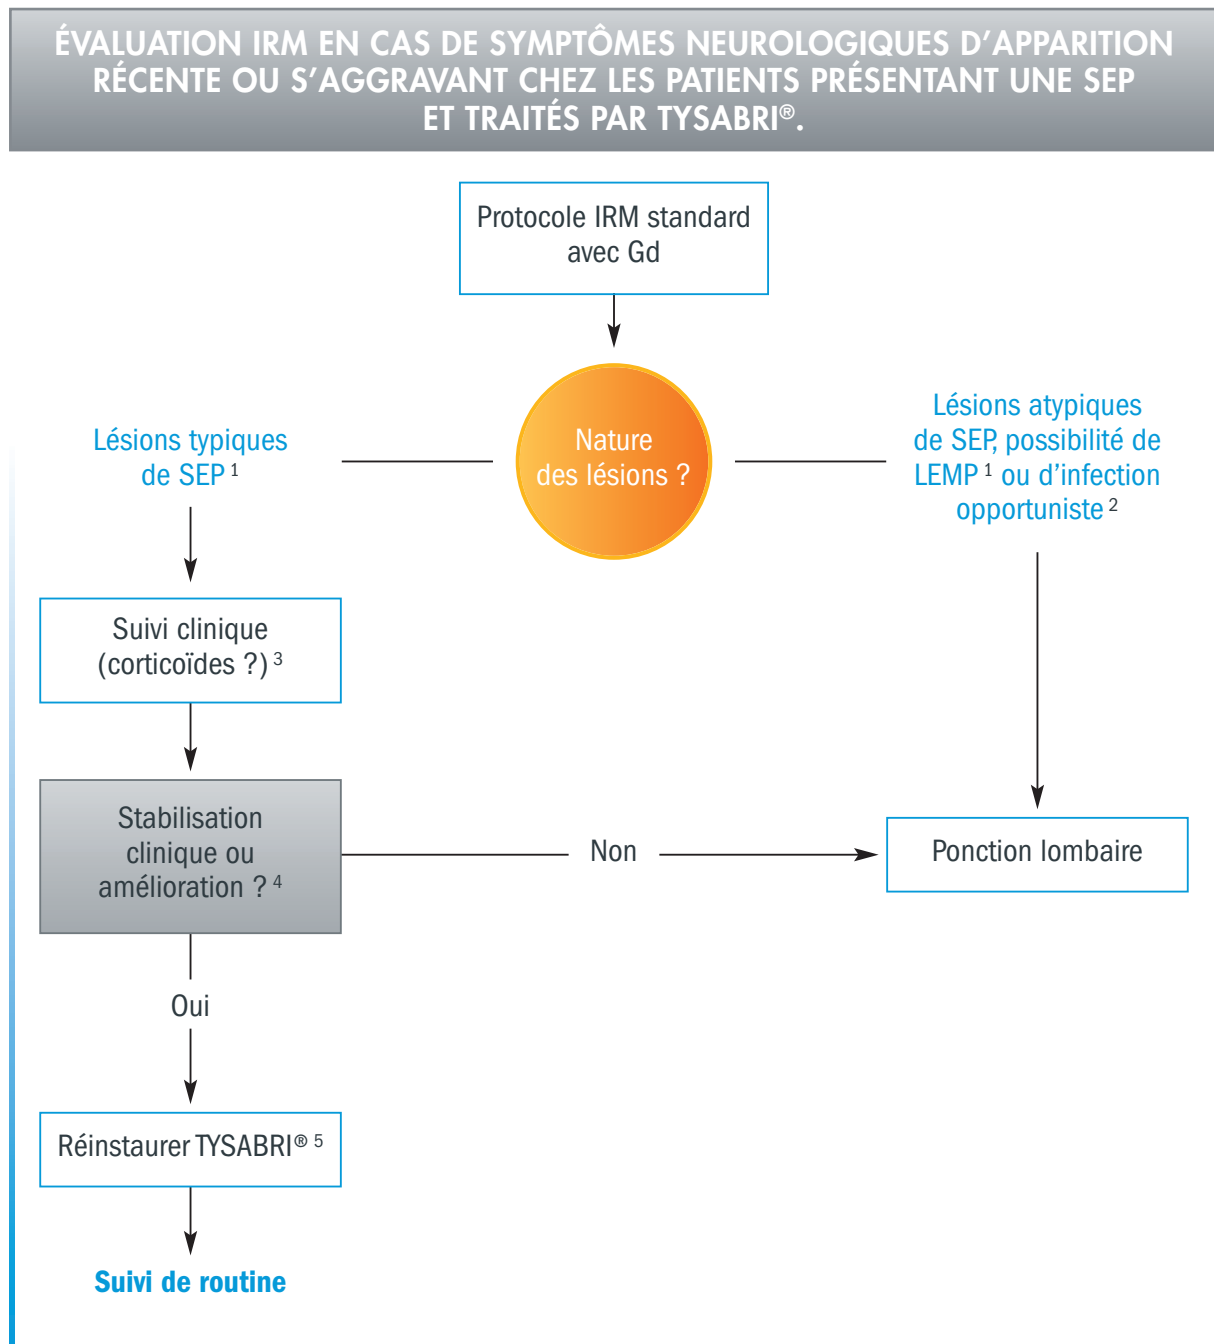 ÉVALUATION IRM EN CAS DE SYMPTÔMES NEUROLOGIQUES D’APPARITION
RÉCENTE OU S’AGGRAVANT CHEZ LES PATIENTS PRÉSENTANT UNE SEP
ET TRAITÉS PAR TYSABRI®.
Protocole IRM standard
avec Gd
Nature
des lésions ?
Lésions typiques
de SEP 1
Lésions atypiques
de SEP, possibilité de
LEMP 1 ou d’infection
opportuniste 2
Suivi clinique
(corticoïdes ?) 3
Stabilisation
clinique ou
amélioration ? 4
Non
Ponction lombaire
Oui
Réinstaurer TYSABRI® 5
Suivi de routine